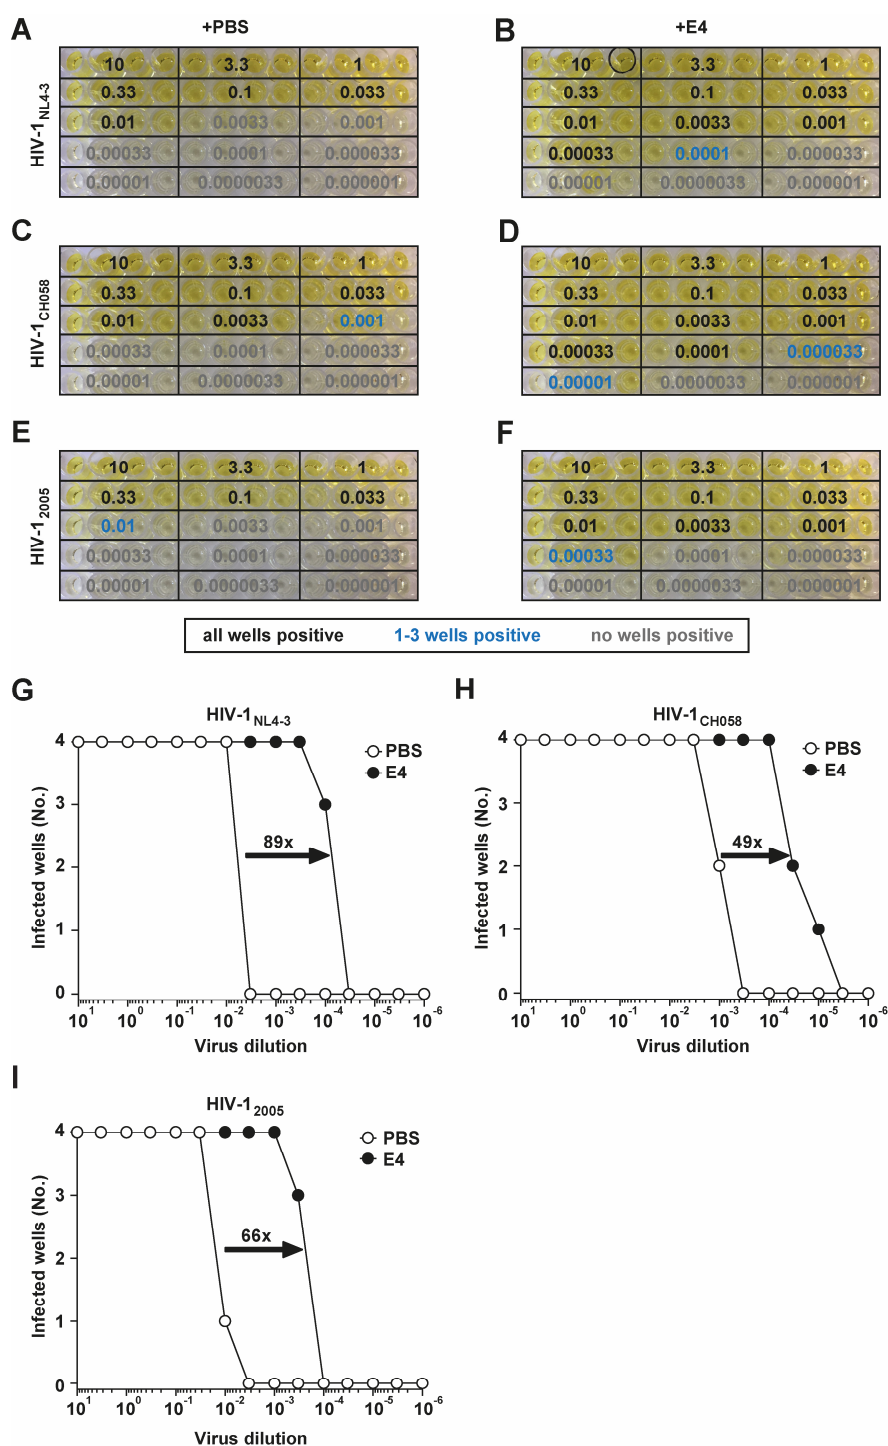 A
+PBS
B
+E4
HIV-1NL4-3
10 3.3 1
0.33 0.1 0.033
0.01 0.0033 0.001
0.00033 0.0001 0.000033
0.00001 0.0000033 0.000001
10 3.3 1
0.33 0.1 0.033
0.01 0.0033 0.001
0.00033 0.0001 0.000033
0.00001 0.0000033 0.000001
C
D
HIV-1CH058
10 3.3 1
0.33 0.1 0.033
0.01 0.0033 0.001
0.00033 0.0001 0.000033
0.00001 0.0000033 0.000001
10 3.3 1
0.33 0.1 0.033
0.01 0.0033 0.001
0.00033 0.0001 0.000033
0.00001 0.0000033 0.000001
E
F
HIV-12005
10 3.3 1
0.33 0.1 0.033
0.01 0.0033 0.001
0.00033 0.0001 0.000033
0.00001 0.0000033 0.000001
10 3.3 1
0.33 0.1 0.033
0.01 0.0033 0.001
0.00033 0.0001 0.000033
0.00001 0.0000033 0.000001
all wells positive 1-3 wells positive no wells positive
G
HIV-1NL4-3
PBS
E4
89x
Infected wells (No.)
4
3
2
1
0
10^1 10^0 10^-1 10^-2 10^-3 10^-4 10^-5 10^-6
Virus dilution
H
HIV-1CH058
PBS
E4
49x
Infected wells (No.)
4
3
2
1
0
10^1 10^0 10^-1 10^-2 10^-3 10^-4 10^-5 10^-6
Virus dilution
I
HIV-12005
PBS
E4
66x
Infected wells (No.)
4
3
2
1
0
10^1 10^0 10^-1 10^-2 10^-3 10^-4 10^-5 10^-6
Virus dilution